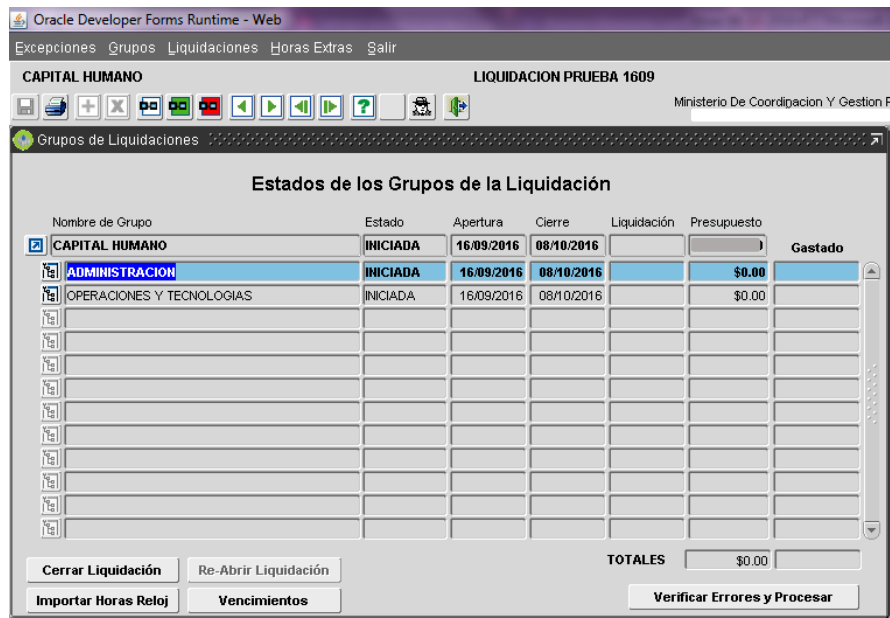 Oracle Developer Forms Runtime - Web
Excepciones Grupos Liquidaciones Horas Extras Salir
CAPITAL HUMANO LIQUIDACION PRUEBA 1609
Ministerio De Coordipacion Y Gestion P
Grupos de Liquidaciones
Estados de los Grupos de la Liquidación
Nombre de Grupo Estado Apertura Cierre Liquidación Presupuesto
CAPITAL HUMANO INICIADA 16/09/2016 08/10/2016 Gastado
ADMINISTRACION INICIADA 16/09/2016 08/10/2016 $0.00
OPERACIONES Y TECNOLOGIAS INICIADA 16/09/2016 08/10/2016 $0.00
TOTALES $0.00
Cerrar Liquidación Re-Abrir Liquidación
Importar Horas Reloj Vencimientos Verificar Errores y Procesar